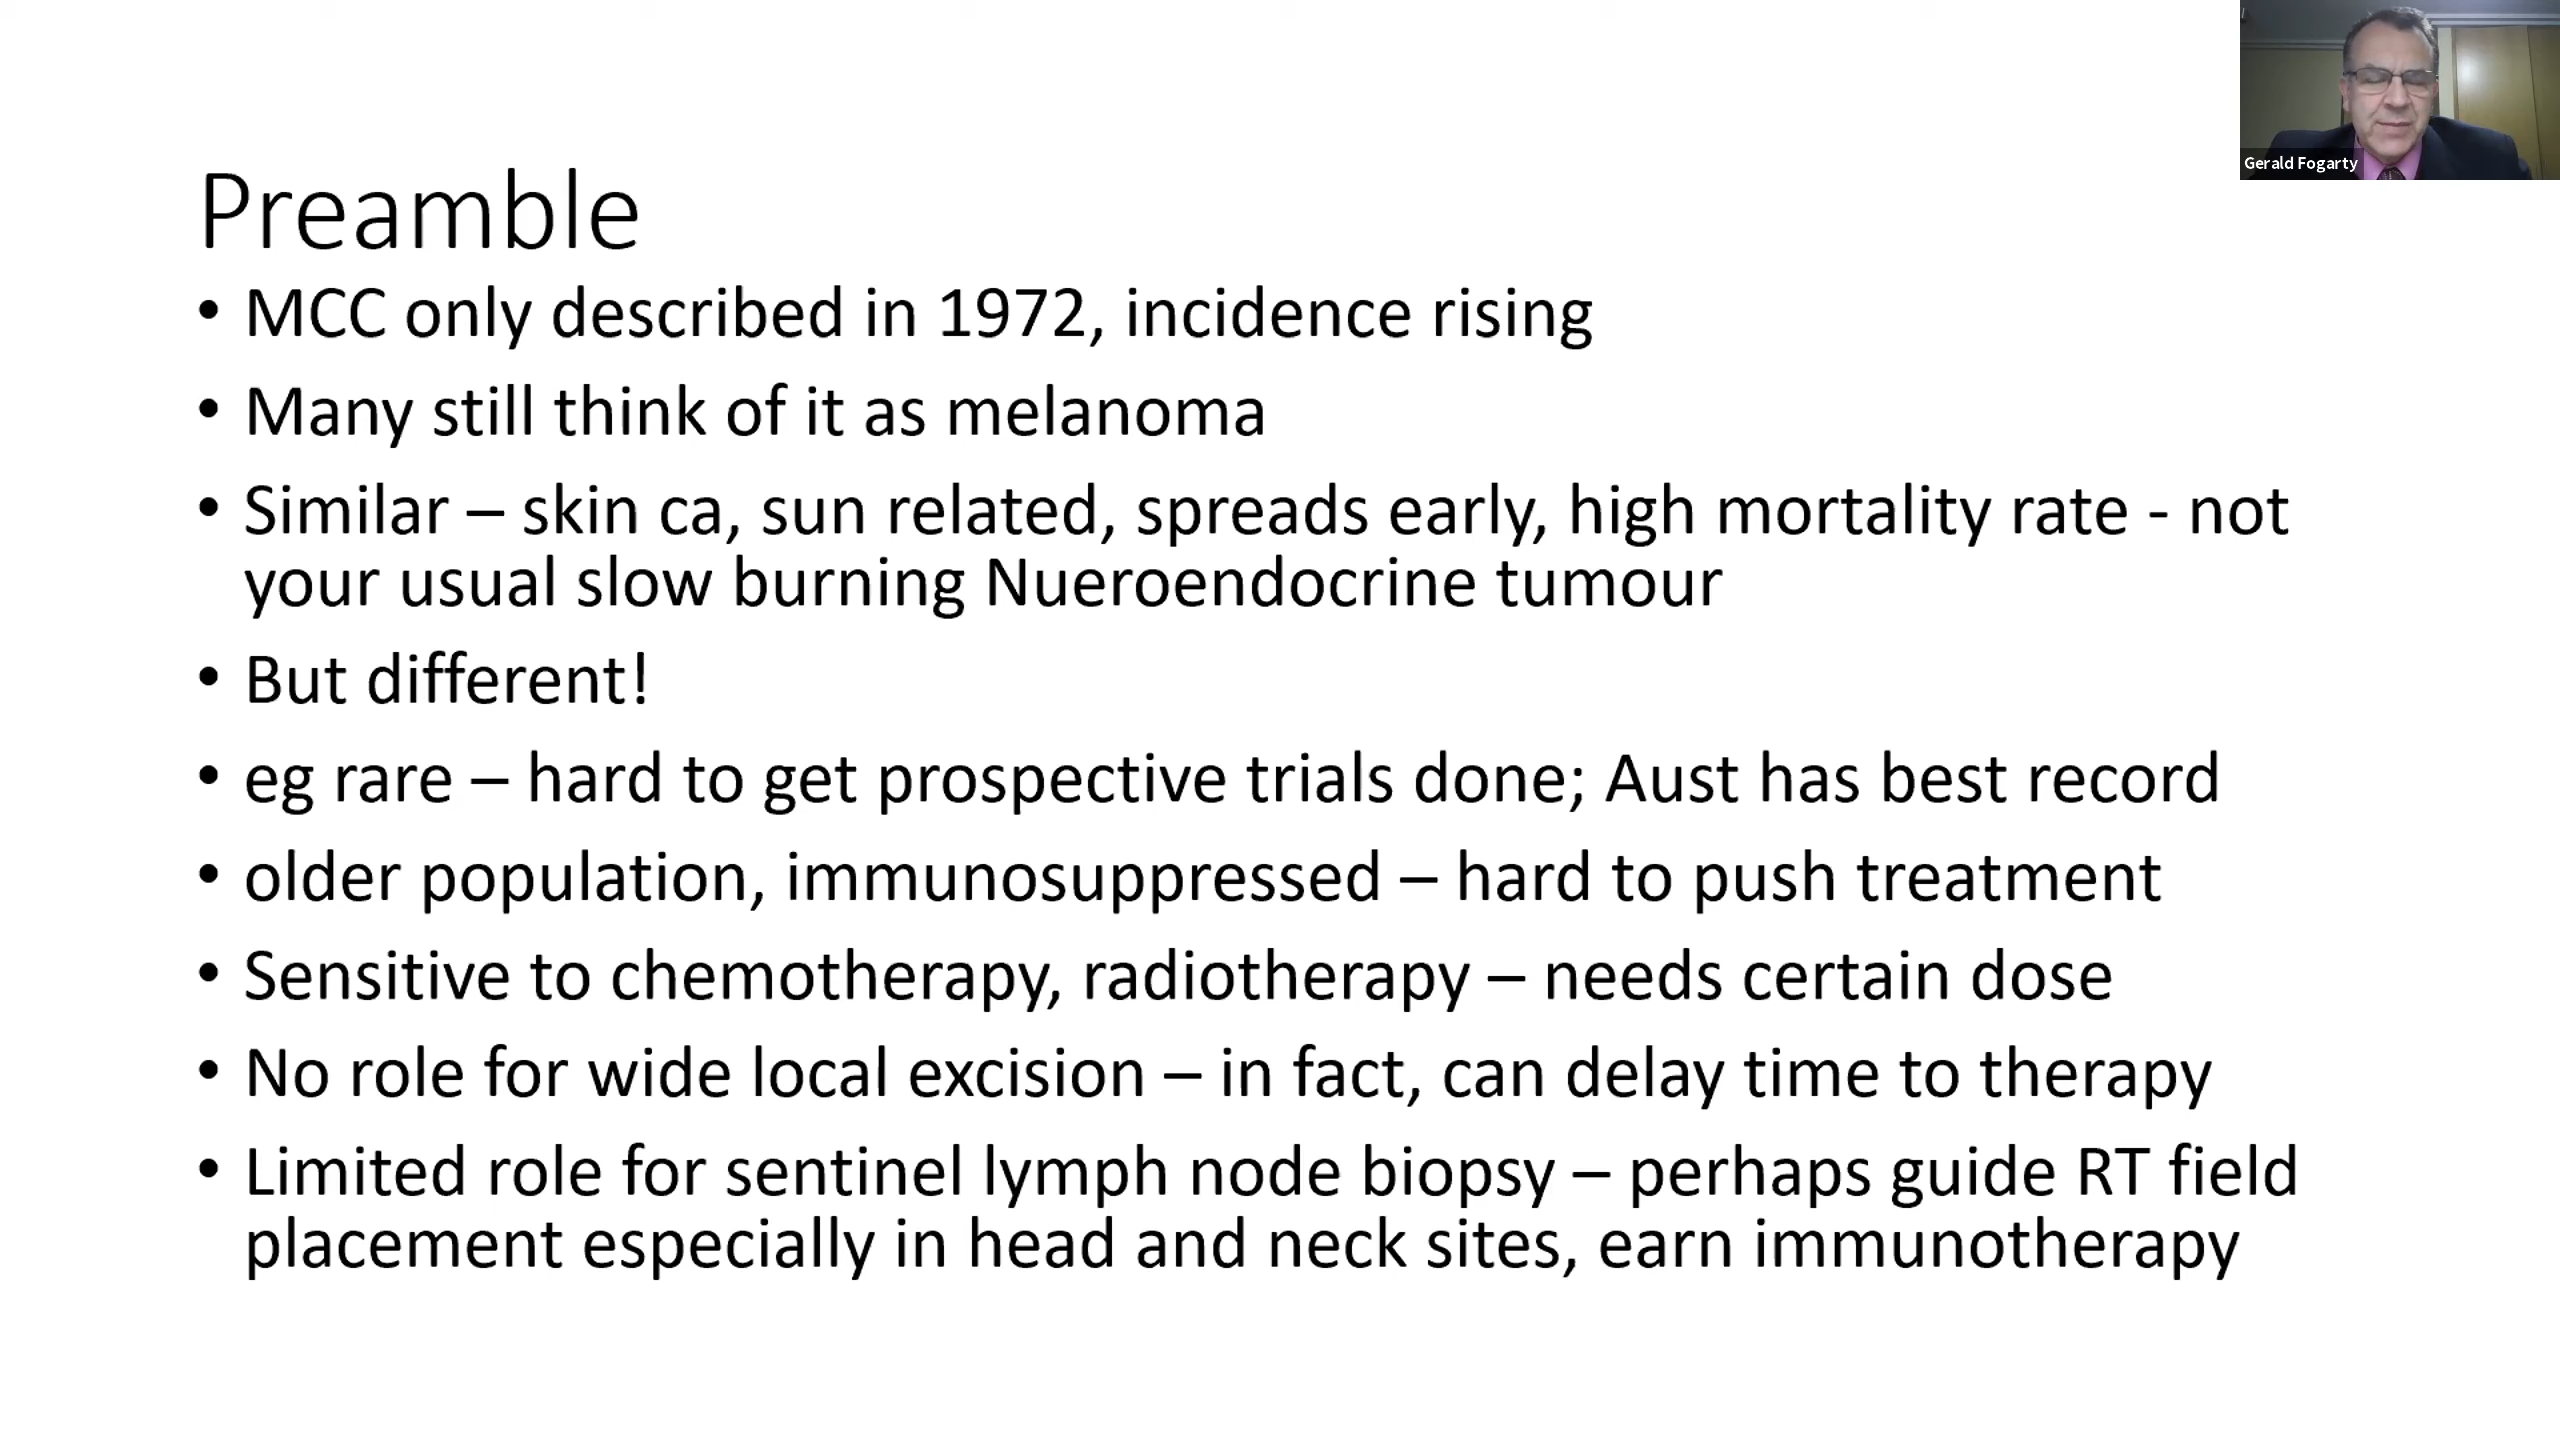 Gerald Fogarty
Preamble
• MCC only described in 1972, incidence rising
• Many still think of it as melanoma
• Similar – skin ca, sun related, spreads early, high mortality rate - not
your usual slow burning Nueroendocrine tumour
• But different!
• eg rare – hard to get prospective trials done; Aust has best record
• older population, immunosuppressed – hard to push treatment
• Sensitive to chemotherapy, radiotherapy – needs certain dose
• No role for wide local excision – in fact, can delay time to therapy
• Limited role for sentinel lymph node biopsy – perhaps guide RT field
placement especially in head and neck sites, earn immunotherapy